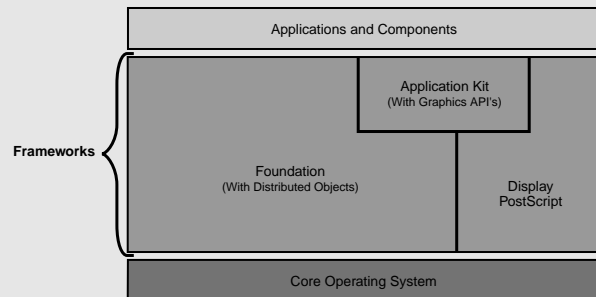 Applications and Components
Application Kit
(With Graphics API's)
Frameworks
Foundation
(With Distributed Objects)
Display
PostScript
Core Operating System